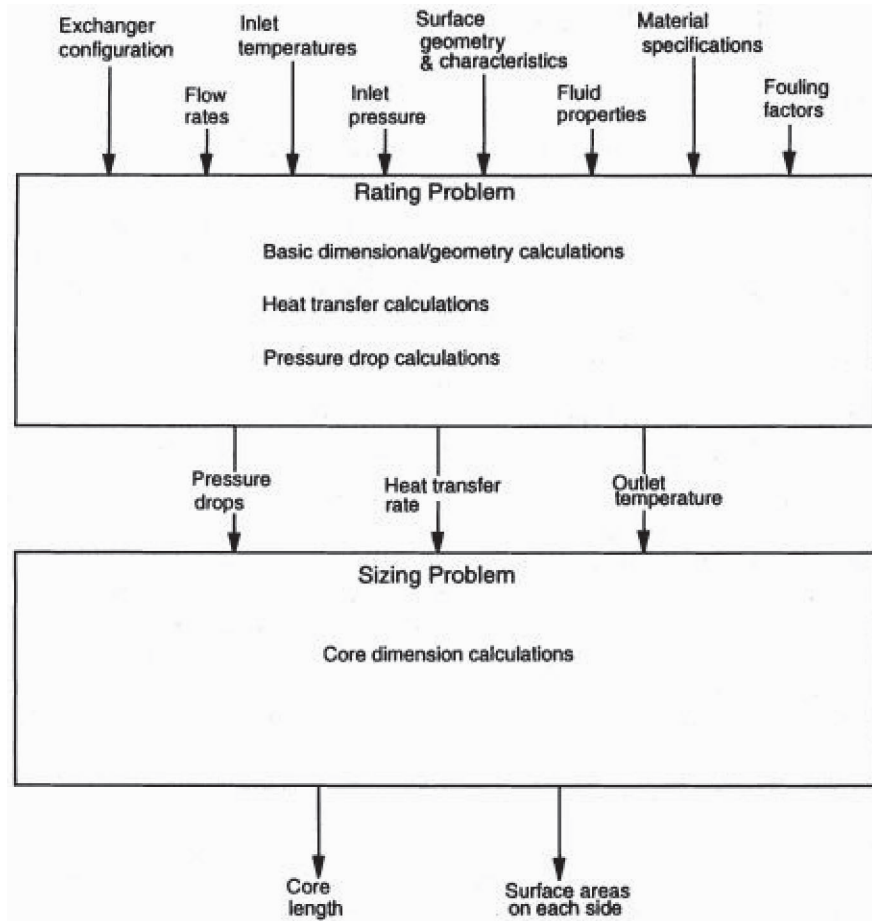 Exchanger
configuration
Inlet
temperatures
Surface
geometry
& characteristics
Material
specifications
Flow
rates
Inlet
pressure
Fluid
properties
Fouling
factors
Rating Problem
Basic dimensional/geometry calculations
Heat transfer calculations
Pressure drop calculations
Pressure
drops
Heat transfer
rate
Outlet
temperature
Sizing Problem
Core dimension calculations
Core
length
Surface areas
on each side